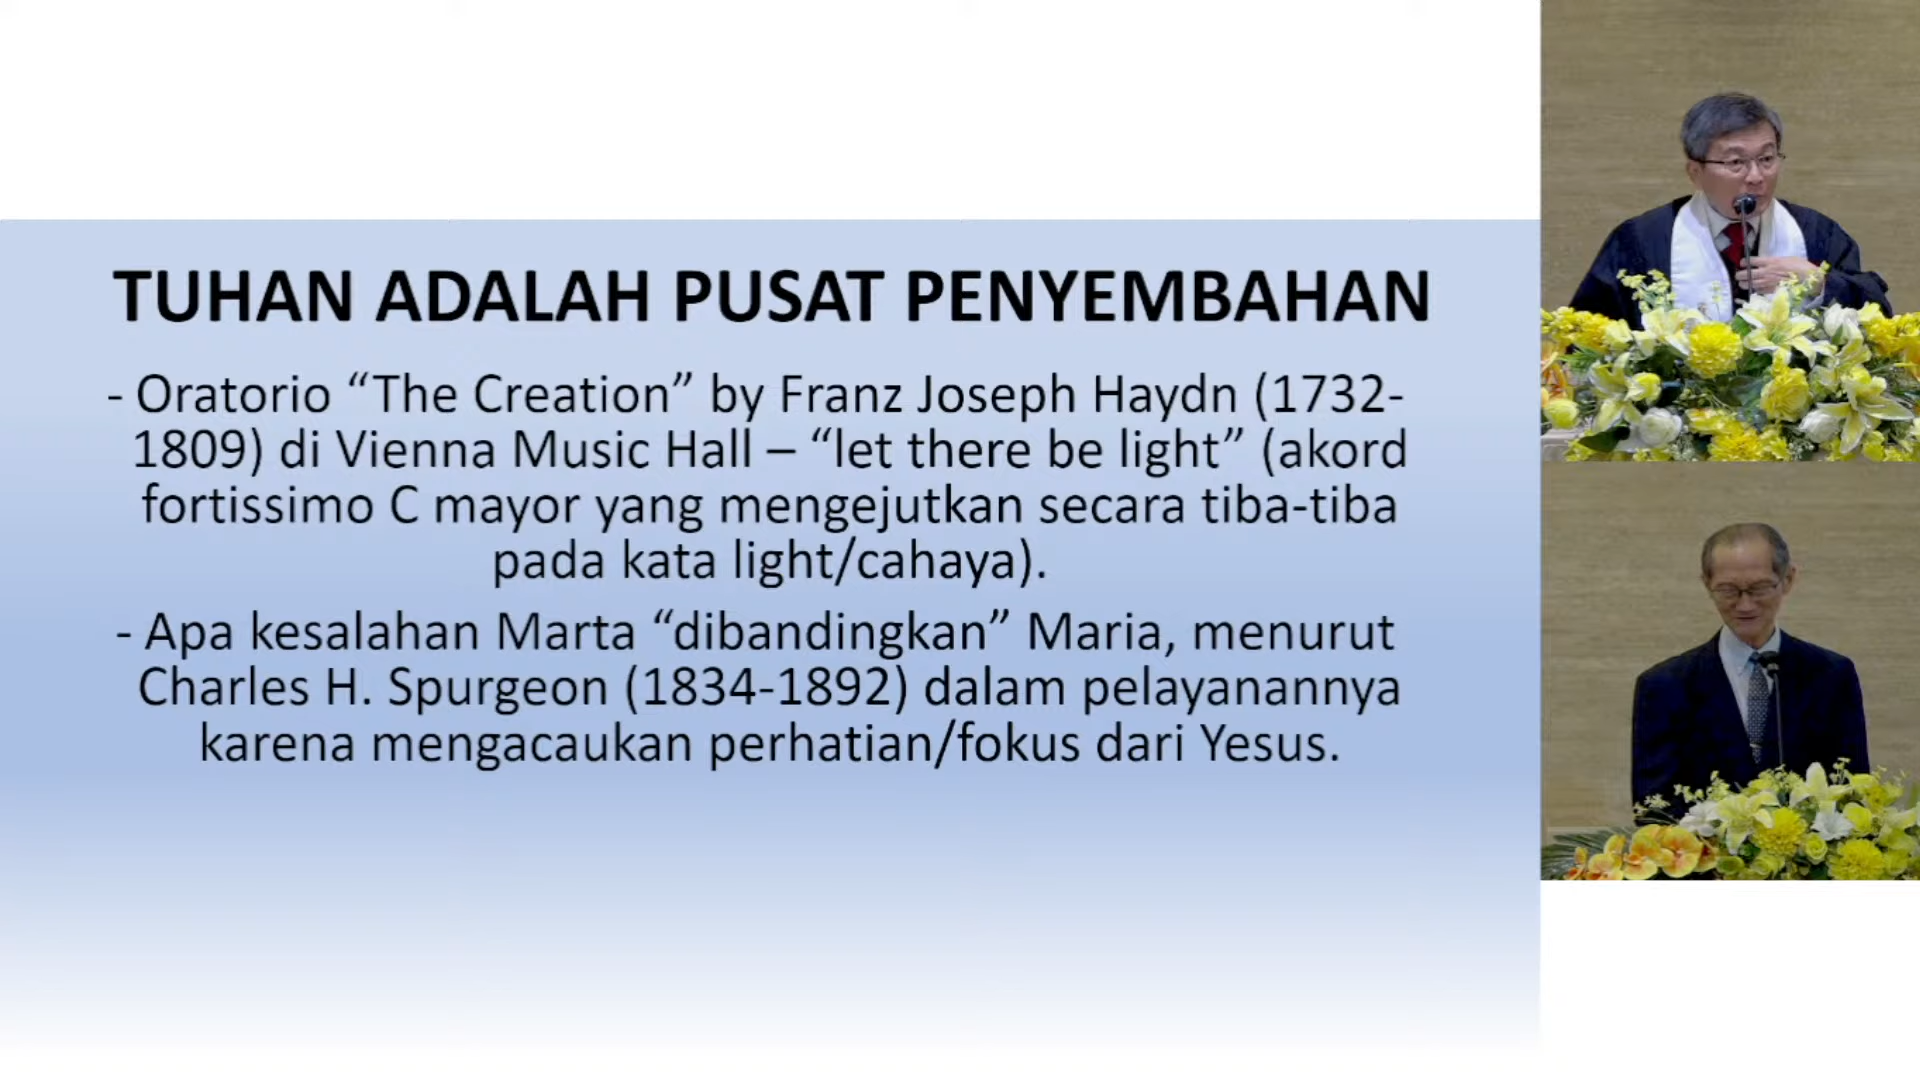 TUHAN ADALAH PUSAT PENYEMBAHAN
- Oratorio “The Creation” by Franz Joseph Haydn (1732-
1809) di Vienna Music Hall – “let there be light” (akord
fortissimo C mayor yang mengejutkan secara tiba-tiba
pada kata light/cahaya).
- Apa kesalahan Marta “dibandingkan” Maria, menurut
Charles H. Spurgeon (1834-1892) dalam pelayanannya
karena mengacaukan perhatian/fokus dari Yesus.